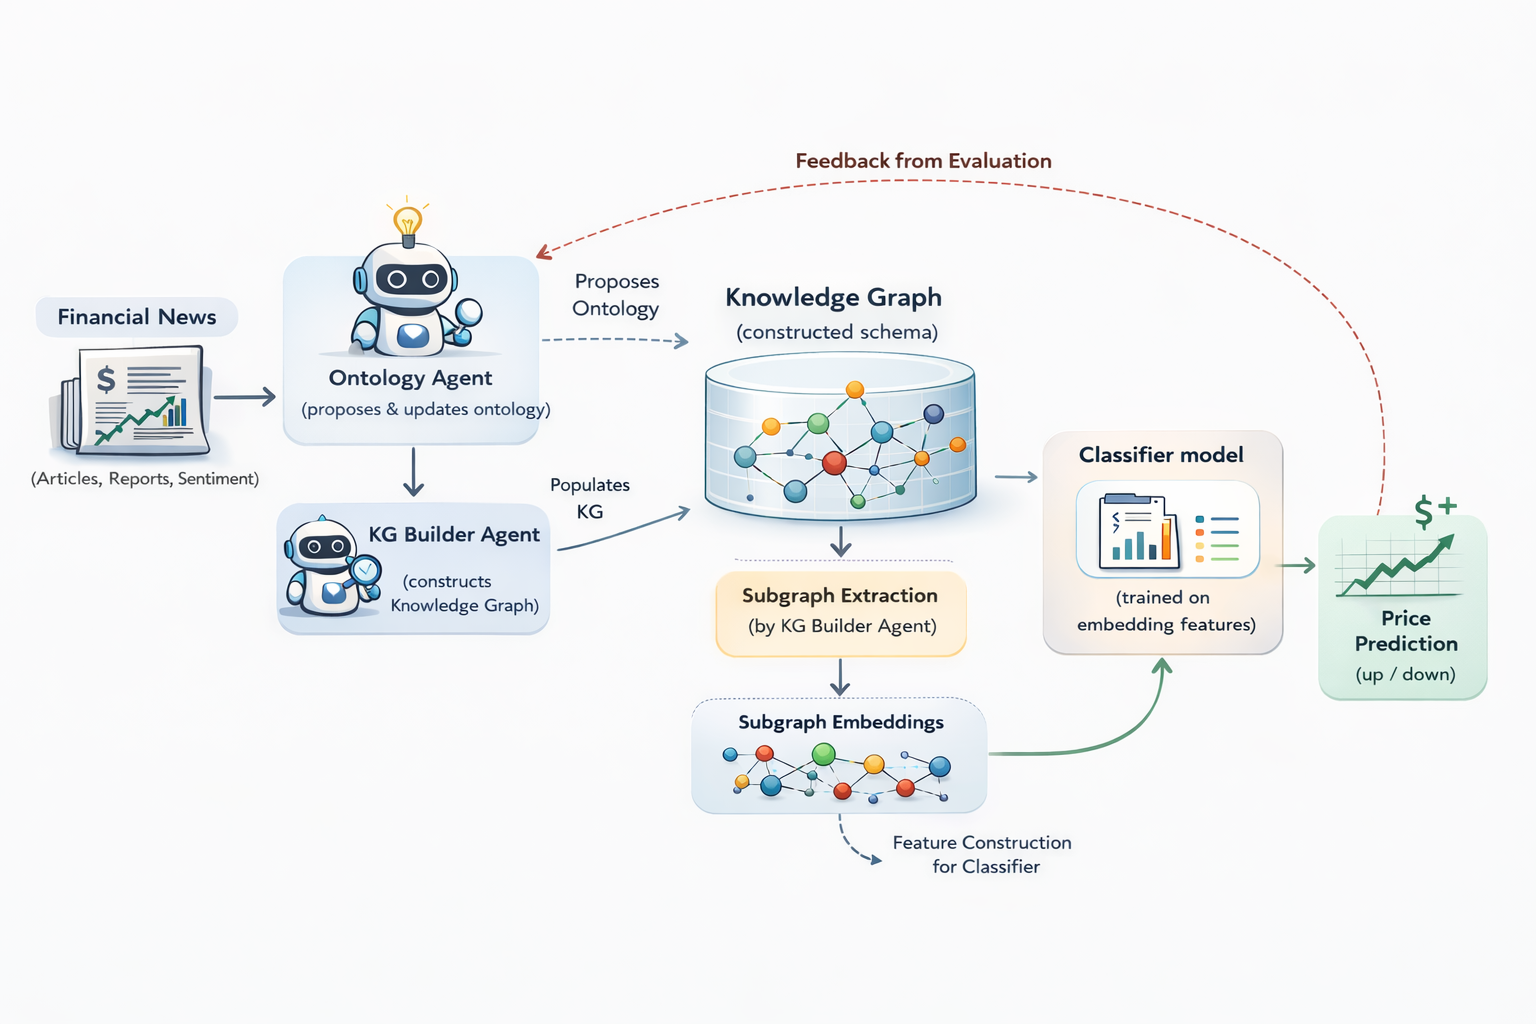 Feedback from Evaluation
Financial News
$
(Articles, Reports, Sentiment)
Ontology Agent
(proposes & updates ontology)
Proposes
Ontology
KG Builder Agent
(constructs
Knowledge Graph)
Populates
KG
Knowledge Graph
(constructed schema)
Subgraph Extraction
(by KG Builder Agent)
Subgraph Embeddings
Feature Construction
for Classifier
Classifier model
(trained on
embedding features)
$+
Price
Prediction
(up / down)